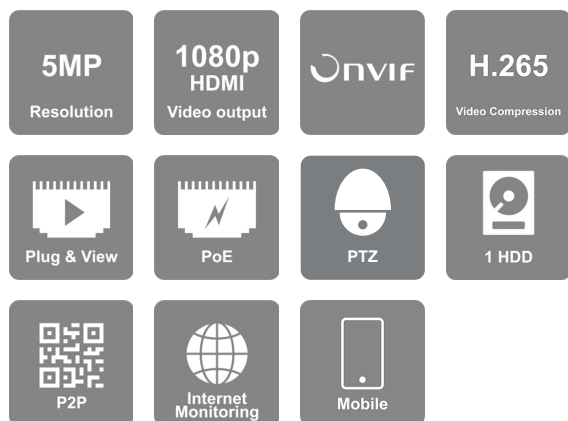 5MP
Resolution
1080p
HDMI
Video output
ONVIF
H.265
Video Compression
Plug & View
PoE
PTZ
1 HDD
P2P
Internet
Monitoring
Mobile